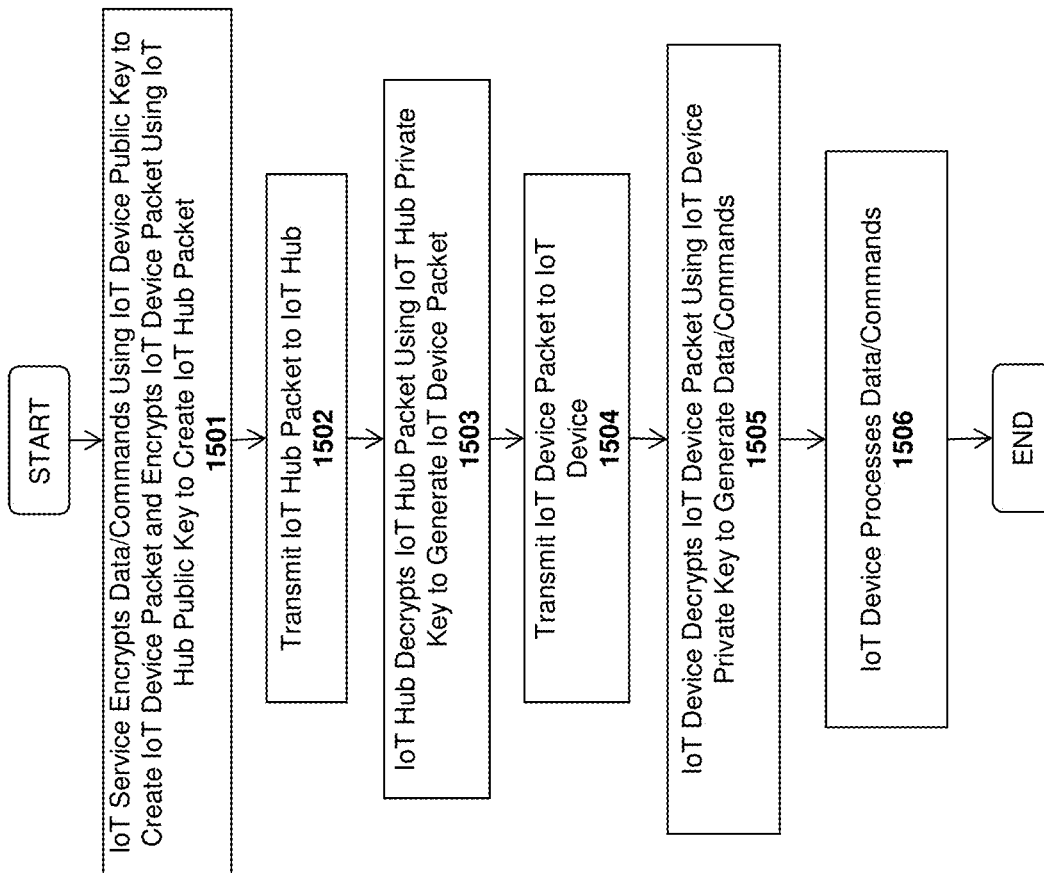 START
IoT Service Encrypts Data/Commands Using IoT Device Public Key to
Create IoT Device Packet and Encrypts IoT Device Packet Using IoT
Hub Public Key to Create IoT Hub Packet
1501
Transmit IoT Hub Packet to IoT Hub
1502
IoT Hub Decrypts IoT Hub Packet Using IoT Hub Private
Key to Generate IoT Device Packet
1503
Transmit IoT Device Packet to IoT
Device
1504
IoT Device Decrypts IoT Device Packet Using IoT Device
Private Key to Generate Data/Commands
1505
IoT Device Processes Data/Commands
1506
END